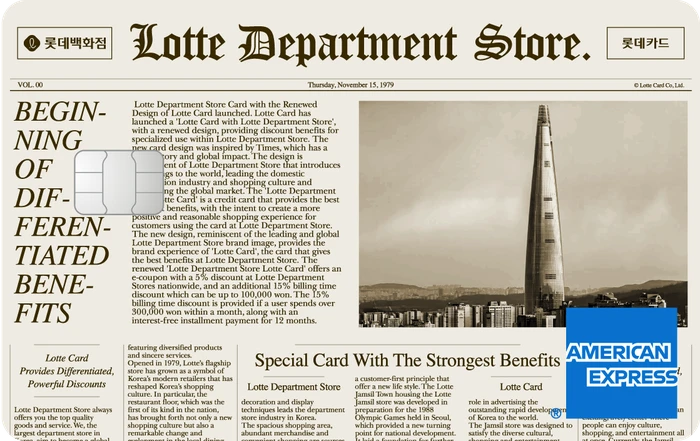 롯데백화점
Lotte Department Store.
롯데카드
VOL. 00
Thursday, November 15, 1979
© Lotte Card Co, Ltd.
BEGIN-
NING
OF
DIF-
FEREN-
TIATED
BENE-
FITS
Lotte Department Store Card with the Renewed
Design of Lotte Card launched. Lotte Card has
launched a 'Lotte Card with Lotte Department Store',
with a renewed design, providing discount benefits for
specialized use within Lotte Department Store. The
new card design was inspired by Times, which has a
ory and global impact. The design is
ent of Lotte Department Store that introduces
gs to the world, leading the domestic
ion industry and shopping culture and
ng the global market. The 'Lotte Department
tte Card' is a credit card that provides the best
benefits, with the intent to create a more
positive and reasonable shopping experience for
customers using the card at Lotte Department Store.
The new design, reminiscent of the leading and global
Lotte Department Store brand image, provides the
brand experience of 'Lotte Card', the card that gives
the best benefits at Lotte Department Store. The
renewed 'Lotte Department Store Lotte Card' offers an
e-coupon with a 5% discount at Lotte Department
Stores nationwide, and an additional 15% billing time
discount which can be up to 100,000 won. The 15%
billing time discount is provided if a user spends over
300,000 won within a month, along with an
interest-free installment payment for 12 months.
Lotte Card
Provides Differentiated,
Powerful Discounts
Lotte Department Store always
offers you the top quality
goods and services. We, the
largest department store in
featuring diversified products
and sincere services.
Opened in 1979, Lotte's flagship
store has grown as a symbol of
Korea's modern retailers that has
reshaped Korea's shopping
culture. In particular, the
restaurant floor, which was the
first of its kind in the nation,
has brought forth not only a new
shopping culture but also a
remarkable change and
Special Card With The Strongest Benefits
Lotte Department Store
decoration and display
techniques leads the department
store industry in Korea.
The spacious shopping area,
abundant merchandise and
a customer-first principle that
offer a new life style. The Lotte
Jamsil Town housing the Lotte
Jamsil store was developed in
preparation for the 1988
Olympic Games held in Seoul,
which provided a new turning
point for national development.
Lotte Card
role in advertising the
outstanding rapid development
of Korea to the world.
The Jamsil store was designed to
satisfy the diverse cultural,
shopping and entertainment
people can enjoy culture,
shopping, and entertainment all
AMERICAN
EXPRESS
®